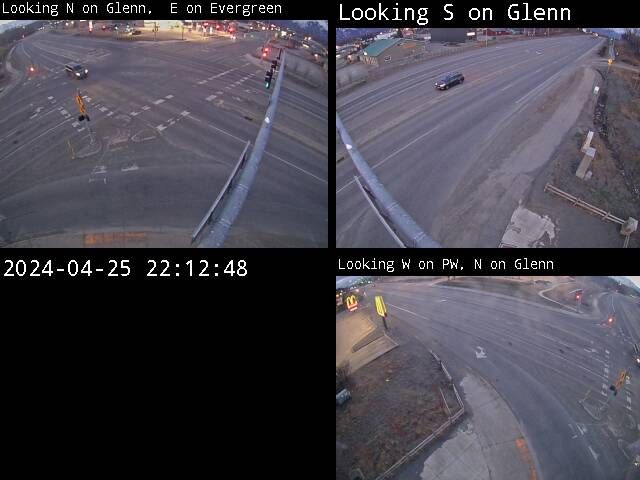 Looking N on Glenn, E on Evergreen
Looking S on Glenn
2024-04-25 22:12:48
Looking W on PW, N on Glenn